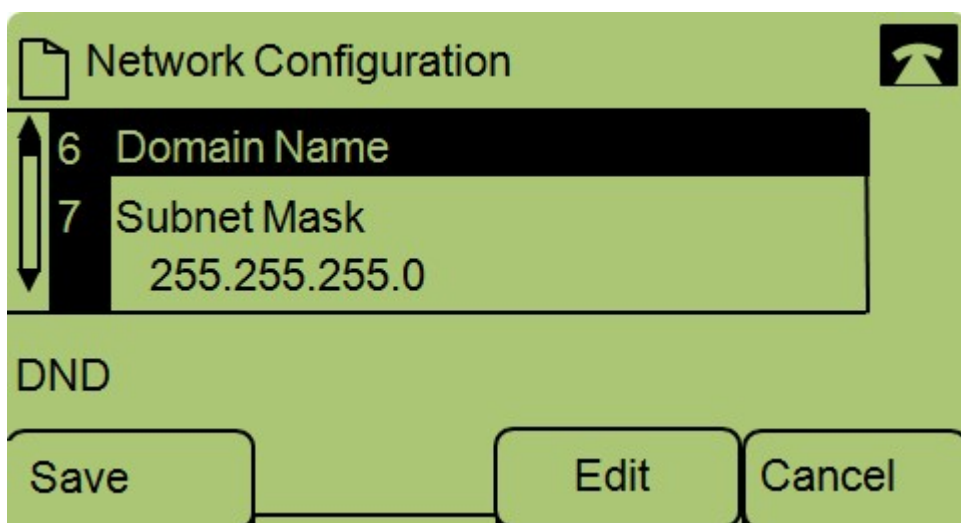 Network Configuration
6 Domain Name
7 Subnet Mask
255.255.255.0
DND
Save Edit Cancel